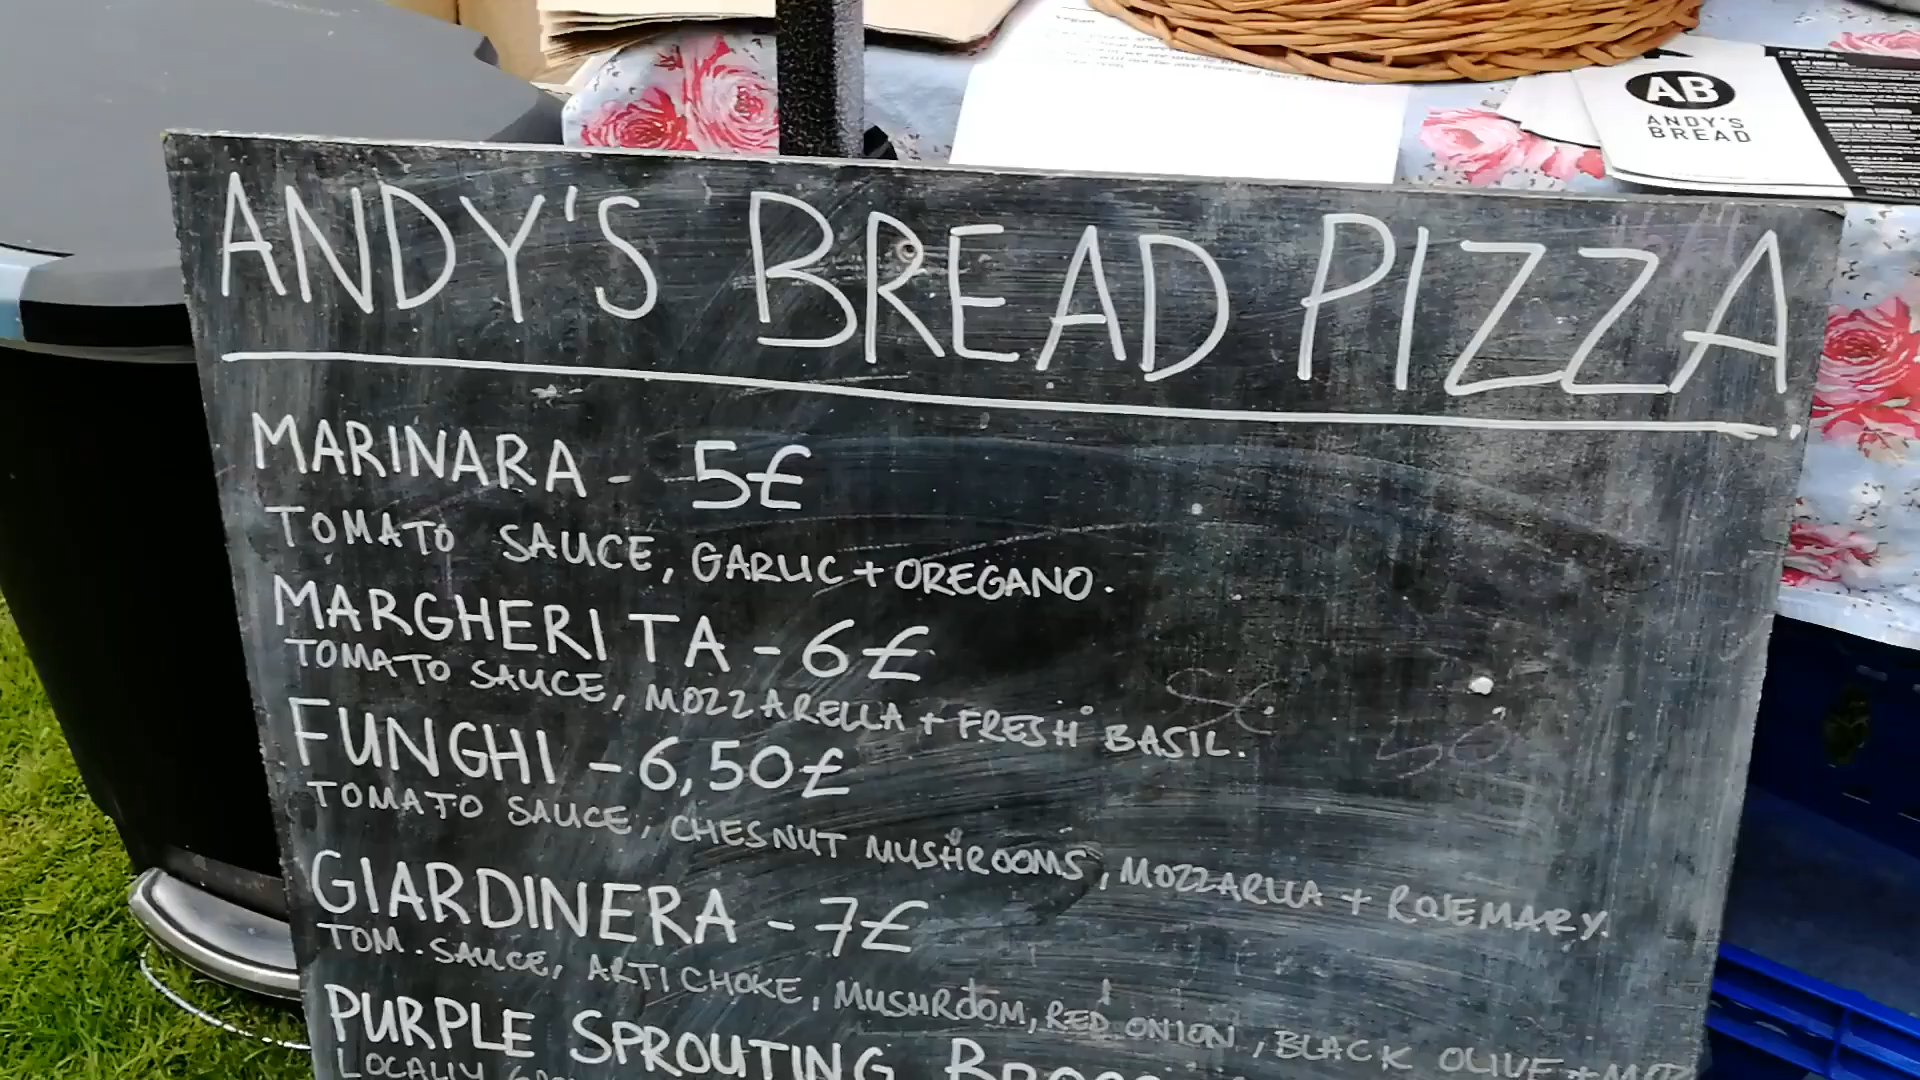 Vegan
AB
ANDY'S
BREAD
ANDY'S BREAD PIZZA.
MARINARA - 5£
TOMATO SAUCE, GARLIC + OREGANO.
MARGHERITA - 6£
TOMATO SAUCE, MOZZARELLA + FRESH BASIL.
FUNGHI - 6,50£
TOMATO SAUCE, CHESNUT MUSHROOMS, MOZZARLLA + ROSEMARY.
GIARDINERA - 7£
TOM. SAUCE, ARTICHOKE, MUSHROOM, RED ONION, BLACK OLIVE +
PURPLE SPROUTING
LOCALLY